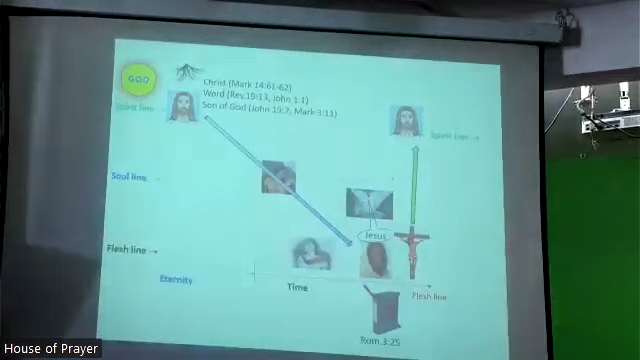 GOD
Christ (Mark 14:61-62)
Word (Rev.19:13, John 1:1)
Son of God (John 19:7, Mark 3:11)
Spirit line →
Spirit line →
Soul line →
Jesus
Flesh line →
Eternity
Time
Flesh line
Rom.3:25
House of Prayer